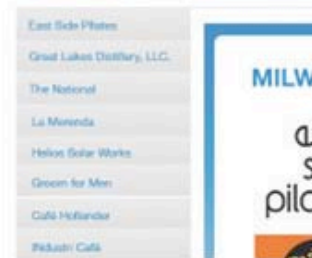 East Side Pilates
Great Lakes Distillery, LLC.
The National
La Merenda
Helios Solar Works
Groom for Men
Café Hollander
INdustri Café
MILW
e
s
pilo